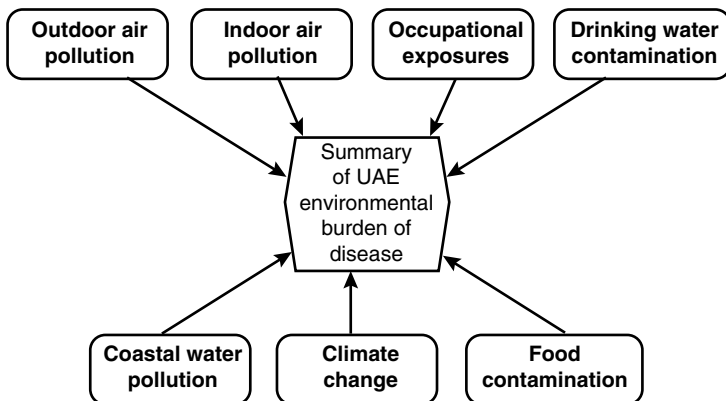 Outdoor air
pollution
Indoor air
pollution
Occupational
exposures
Drinking water
contamination
Summary
of UAE
environmental
burden of
disease
Coastal water
pollution
Climate
change
Food
contamination